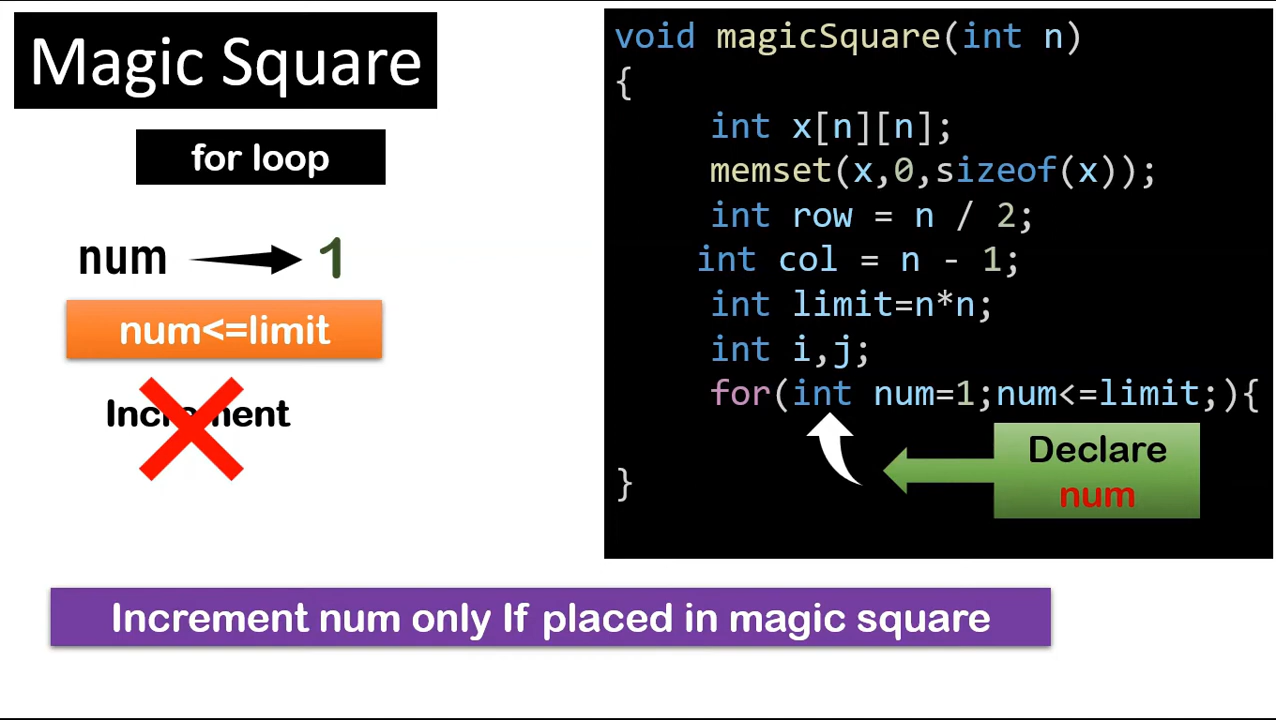 Magic Square
for loop
num 1
num<=limit
Increment
void magicSquare(int n)
{
int x[n][n];
memset(x,0,sizeof(x));
int row = n / 2;
int col = n - 1;
int limit=n*n;
int i,j;
for(int num=1;num<=limit;){
Declare
num
}
Increment num only If placed in magic square